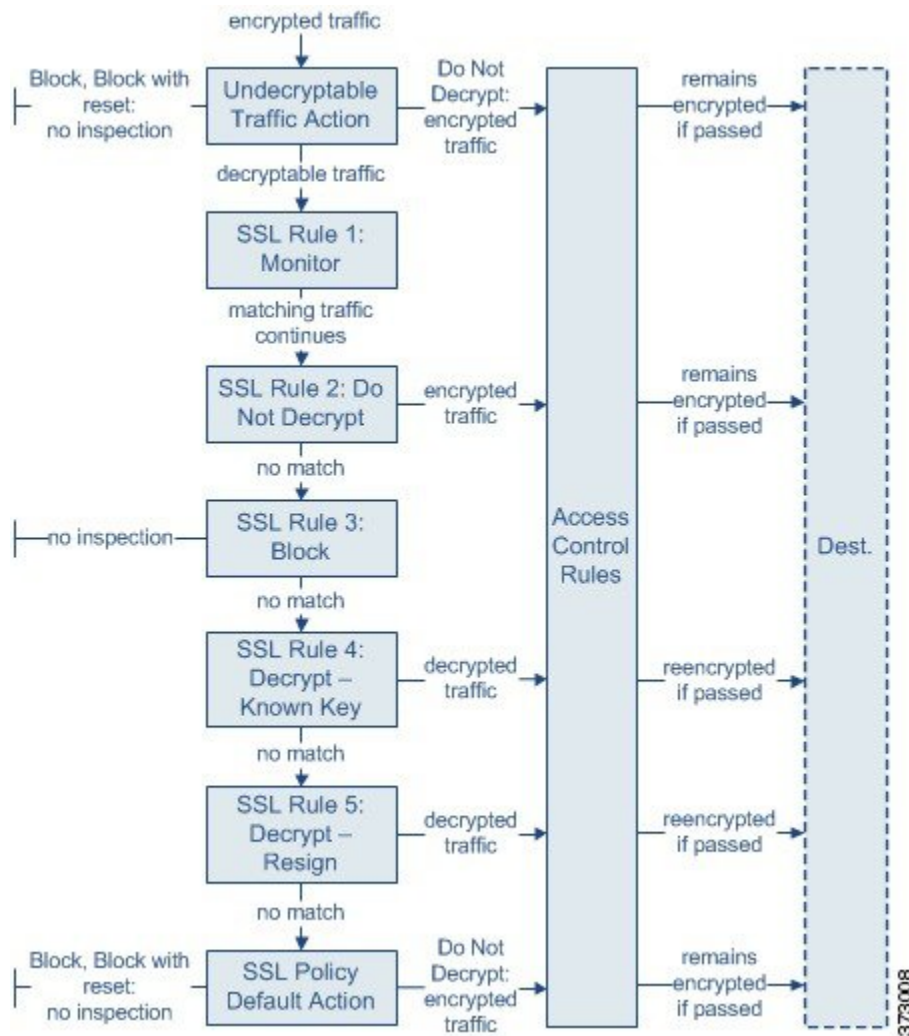 encrypted traffic
Block, Block with
reset:
no inspection
Undecryptable
Traffic Action
Do Not
Decrypt:
encrypted
traffic
remains
encrypted
if passed
decryptable traffic
SSL Rule 1:
Monitor
matching traffic
continues
SSL Rule 2: Do
Not Decrypt
encrypted
traffic
remains
encrypted
if passed
no match
no inspection
SSL Rule 3:
Block
Access
Control
Rules
Dest.
no match
SSL Rule 4:
Decrypt –
Known Key
decrypted
traffic
reencrypted
if passed
no match
SSL Rule 5:
Decrypt –
Resign
decrypted
traffic
reencrypted
if passed
no match
Block, Block with
reset:
no inspection
SSL Policy
Default Action
Do Not
Decrypt:
encrypted
traffic
remains
encrypted
if passed